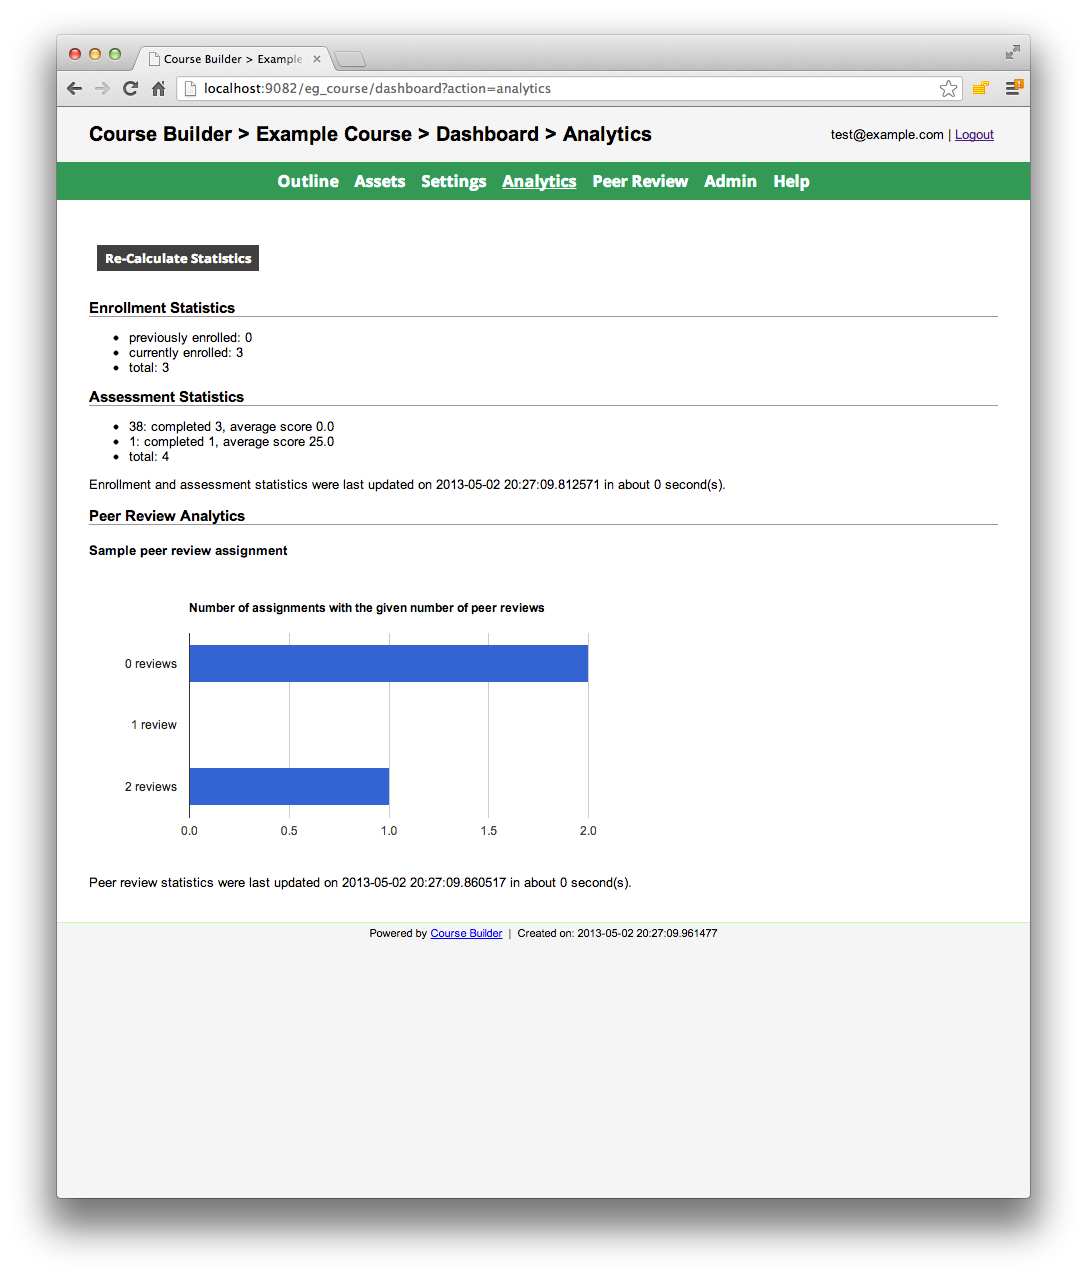 Course Builder > Example
localhost:9082/eg_course/dashboard?action=analytics
Course Builder > Example Course > Dashboard > Analytics
test@example.com | Logout
Outline Assets Settings Analytics Peer Review Admin Help
Re-Calculate Statistics
Enrollment Statistics
• previously enrolled: 0
• currently enrolled: 3
• total: 3
Assessment Statistics
• 38: completed 3, average score 0.0
• 1: completed 1, average score 25.0
• total: 4
Enrollment and assessment statistics were last updated on 2013-05-02 20:27:09.812571 in about 0 second(s).
Peer Review Analytics
Sample peer review assignment
Number of assignments with the given number of peer reviews
0 reviews
1 review
2 reviews
0.0 0.5 1.0 1.5 2.0
Peer review statistics were last updated on 2013-05-02 20:27:09.860517 in about 0 second(s).
Powered by Course Builder | Created on: 2013-05-02 20:27:09.961477